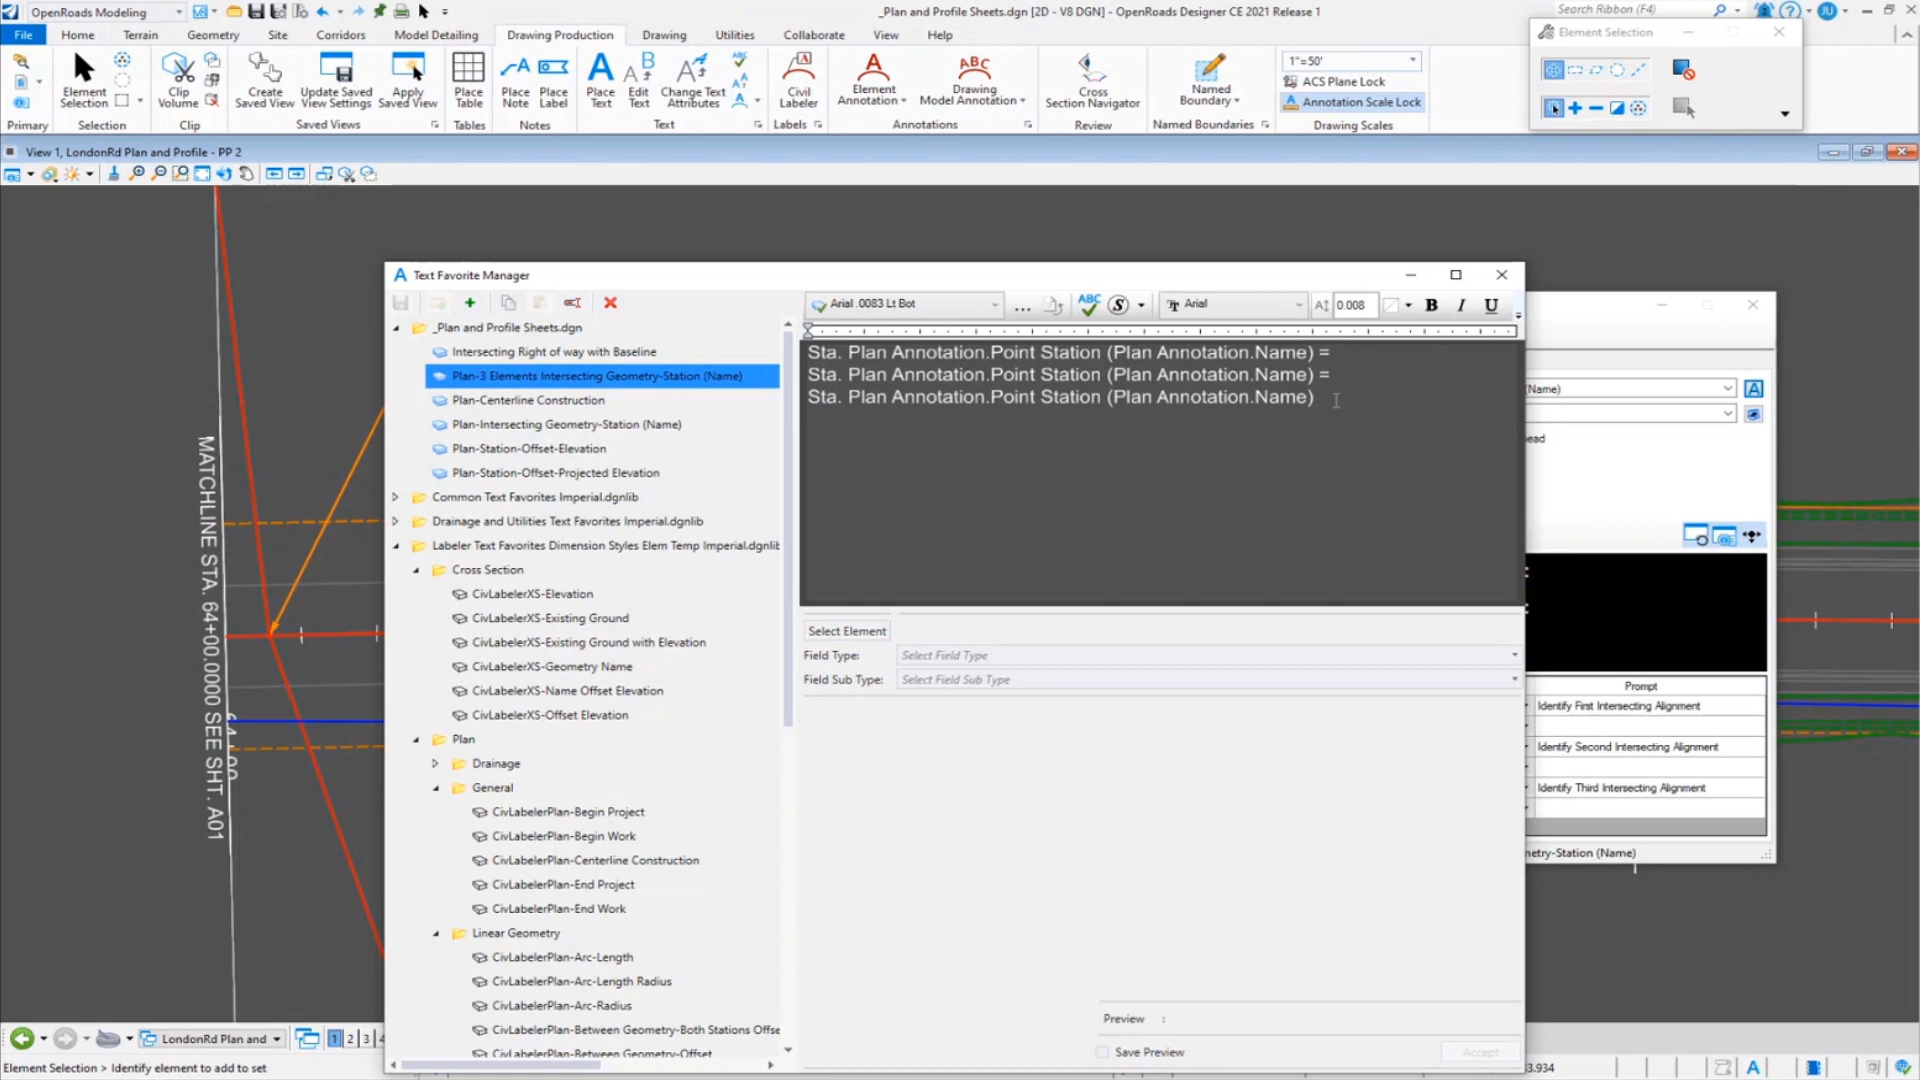 OpenRoads Modeling
_Plan and Profile Sheets.dgn [2D - V8 DGN] - OpenRoads Designer CE 2021 Release 1
Search Ribbon (F4)
JU
File
Home
Terrain
Geometry
Site
Corridors
Model Detailing
Drawing Production
Drawing
Utilities
Collaborate
View
Help
Element Selection
Element
Selection
Clip
Volume
Create
Saved View
Update Saved
View Settings
Apply
Saved View
Place
Table
Place
Note
Place
Label
Place
Text
Edit
Text
Change Text
Attributes
Civil
Labeler
Element
Annotation
Drawing
Model Annotation
Cross
Section Navigator
Named
Boundary
1"=50'
ACS Plane Lock
Annotation Scale Lock
Primary
Selection
Clip
Saved Views
Tables
Notes
Text
Labels
Annotations
Review
Named Boundaries
Drawing Scales
View 1, LondonRd Plan and Profile - PP 2
Text Favorite Manager
Arial .0083 Lt Bot
Arial
0.008
B I U
_Plan and Profile Sheets.dgn
Intersecting Right of way with Baseline
Plan-3 Elements Intersecting Geometry-Station (Name)
Plan-Centerline Construction
Plan-Intersecting Geometry-Station (Name)
Plan-Station-Offset-Elevation
Plan-Station-Offset-Projected Elevation
Common Text Favorites Imperial.dgnlib
Drainage and Utilities Text Favorites Imperial.dgnlib
Labeler Text Favorites Dimension Styles Elem Temp Imperial.dgnlib
Cross Section
CivLabelerXS-Elevation
CivLabelerXS-Existing Ground
CivLabelerXS-Existing Ground with Elevation
CivLabelerXS-Geometry Name
CivLabelerXS-Name Offset Elevation
CivLabelerXS-Offset Elevation
Plan
Drainage
General
CivLabelerPlan-Begin Project
CivLabelerPlan-Begin Work
CivLabelerPlan-Centerline Construction
CivLabelerPlan-End Project
CivLabelerPlan-End Work
Linear Geometry
CivLabelerPlan-Arc-Length
CivLabelerPlan-Arc-Length Radius
CivLabelerPlan-Arc-Radius
CivLabelerPlan-Between Geometry-Both Stations Offse
CivLabelerPlan-Between Geometry-Offset
Sta. Plan Annotation.Point Station (Plan Annotation.Name) =
Sta. Plan Annotation.Point Station (Plan Annotation.Name) =
Sta. Plan Annotation.Point Station (Plan Annotation.Name)
Select Element
Field Type: Select Field Type
Field Sub Type: Select Field Sub Type
Preview :
Save Preview
Accept
MATCHLINE STA. 64+00.0000 SEE SHT. A01
(Name)
ead
Prompt
Identify First Intersecting Alignment
Identify Second Intersecting Alignment
Identify Third Intersecting Alignment
metry-Station (Name)
LondonRd Plan and
1 2 3 4
Element Selection > Identify element to add to set
3.934